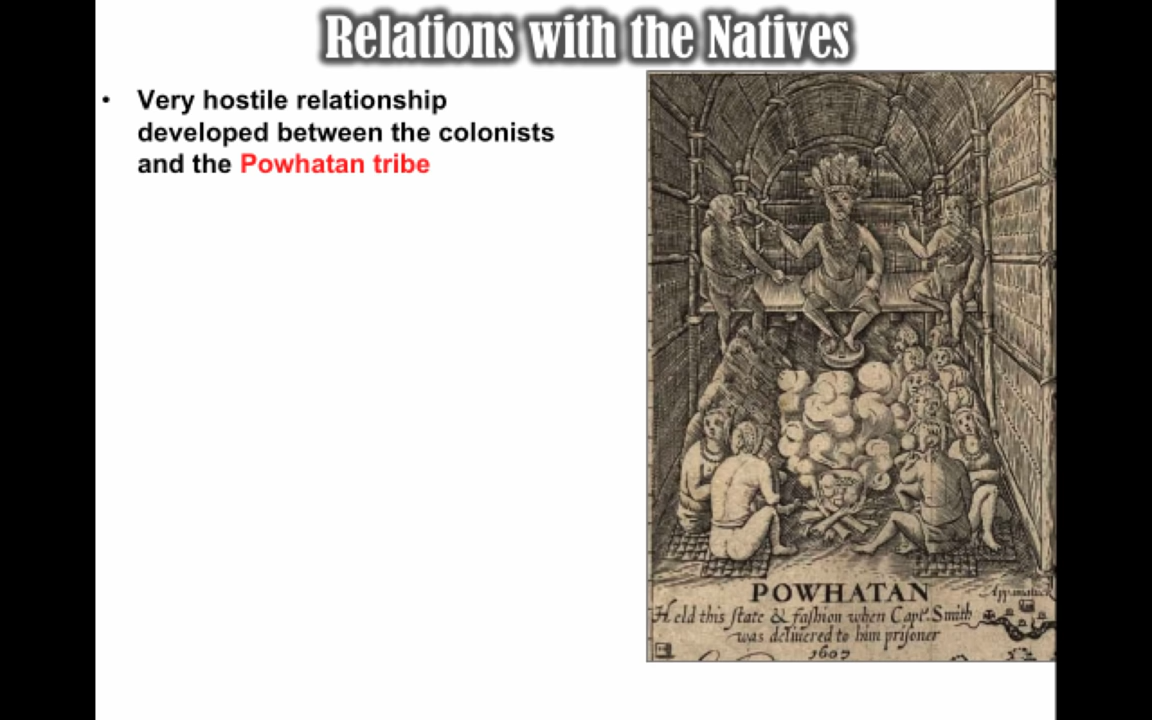 Relations with the Natives
• Very hostile relationship
developed between the colonists
and the Powhatan tribe
POWHATAN
Held this ſtate & faſhion when Capt. Smith
was deliuered to him priſoner
1607